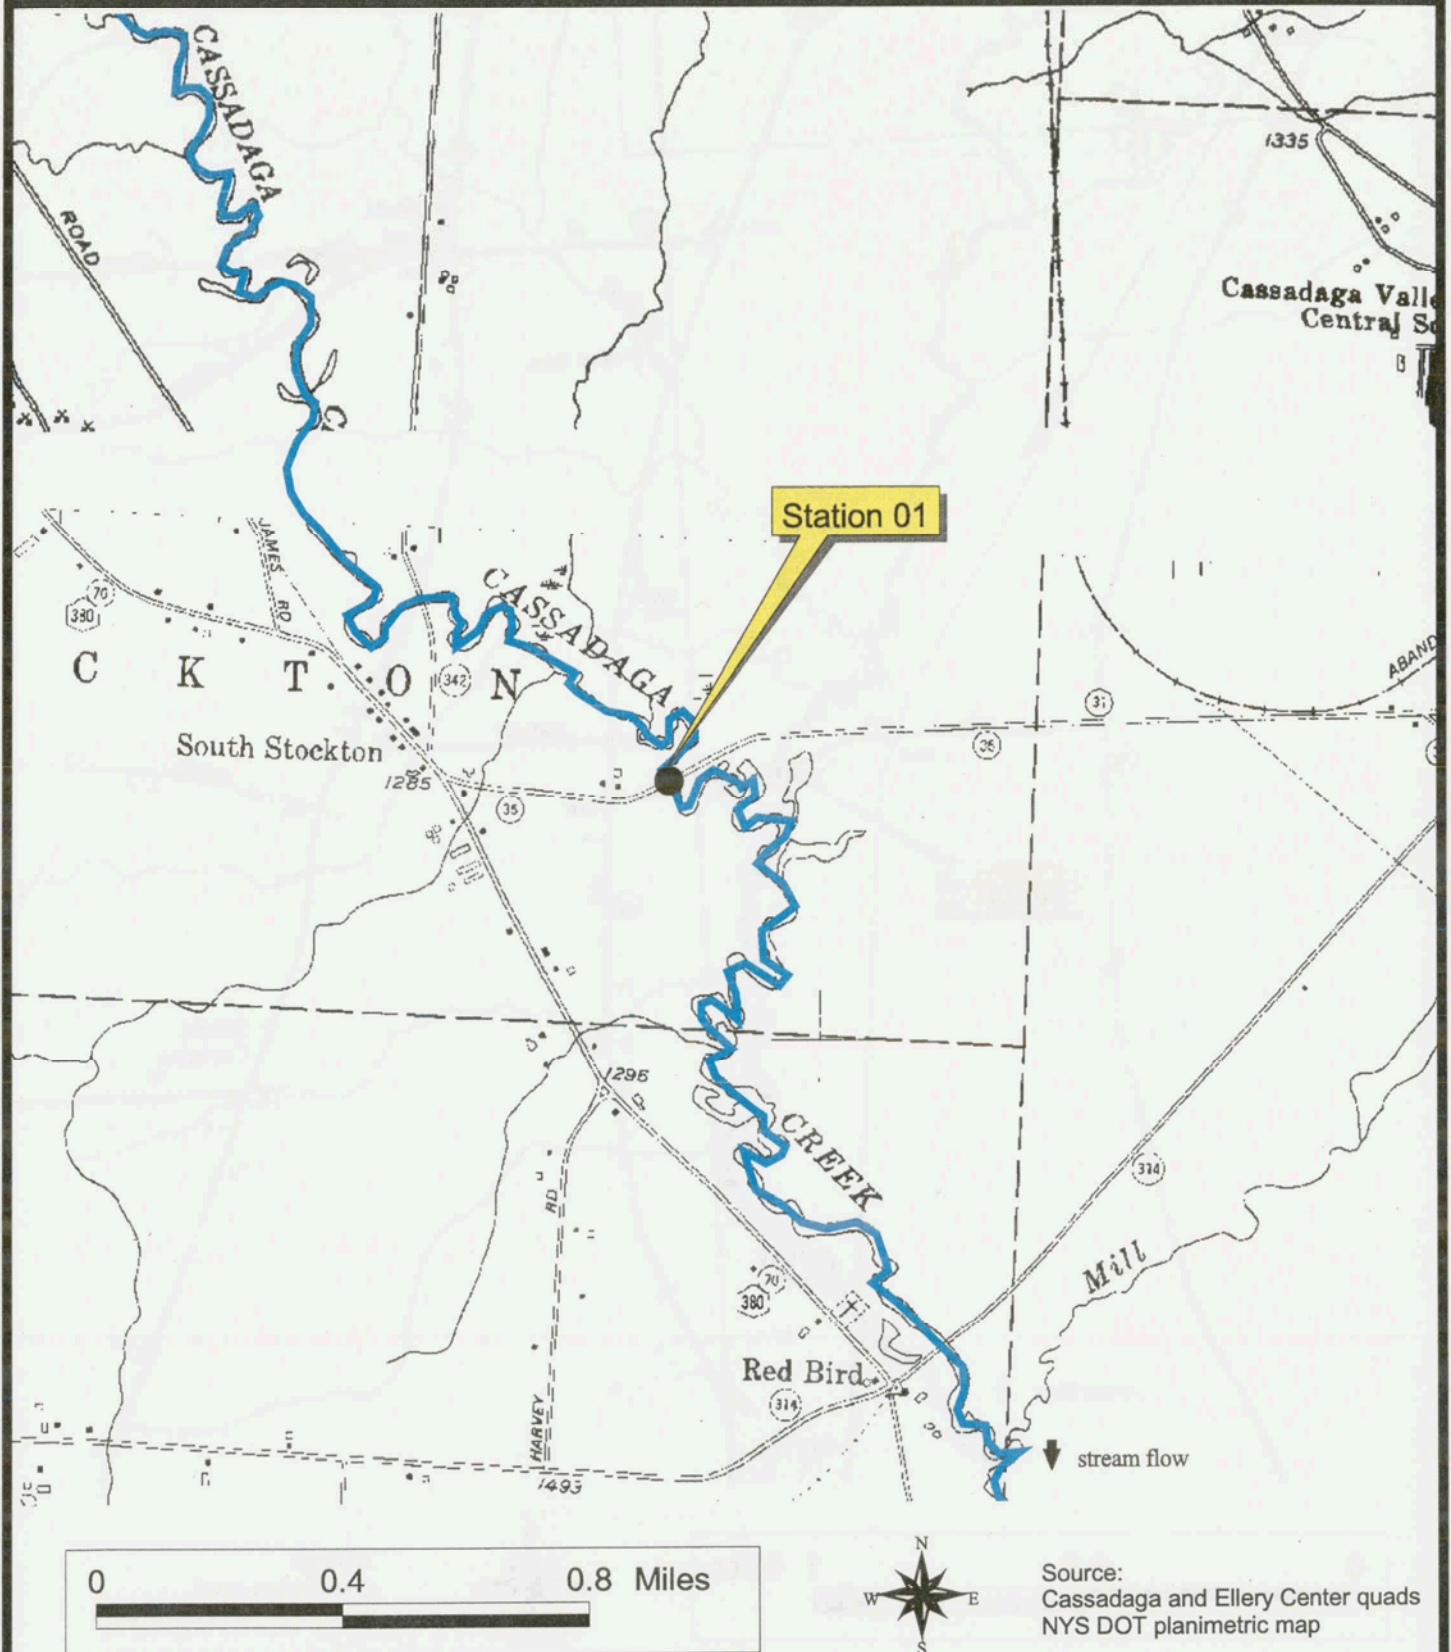 CASSADAGA
ROAD
1335
Cassadaga Valle
Central Sc
C
Station 01
JAMES
RD
70
380
CASSADAGA
C K T O N
342
ABAND
31
South Stockton
36
1285
35
1296
CREEK
RD
314
Mill
70
380
Red Bird
314
HARVEY
stream flow
1493
0 0.4 0.8 Miles
N
W E
S
Source:
Cassadaga and Ellery Center quads
NYS DOT planimetric map